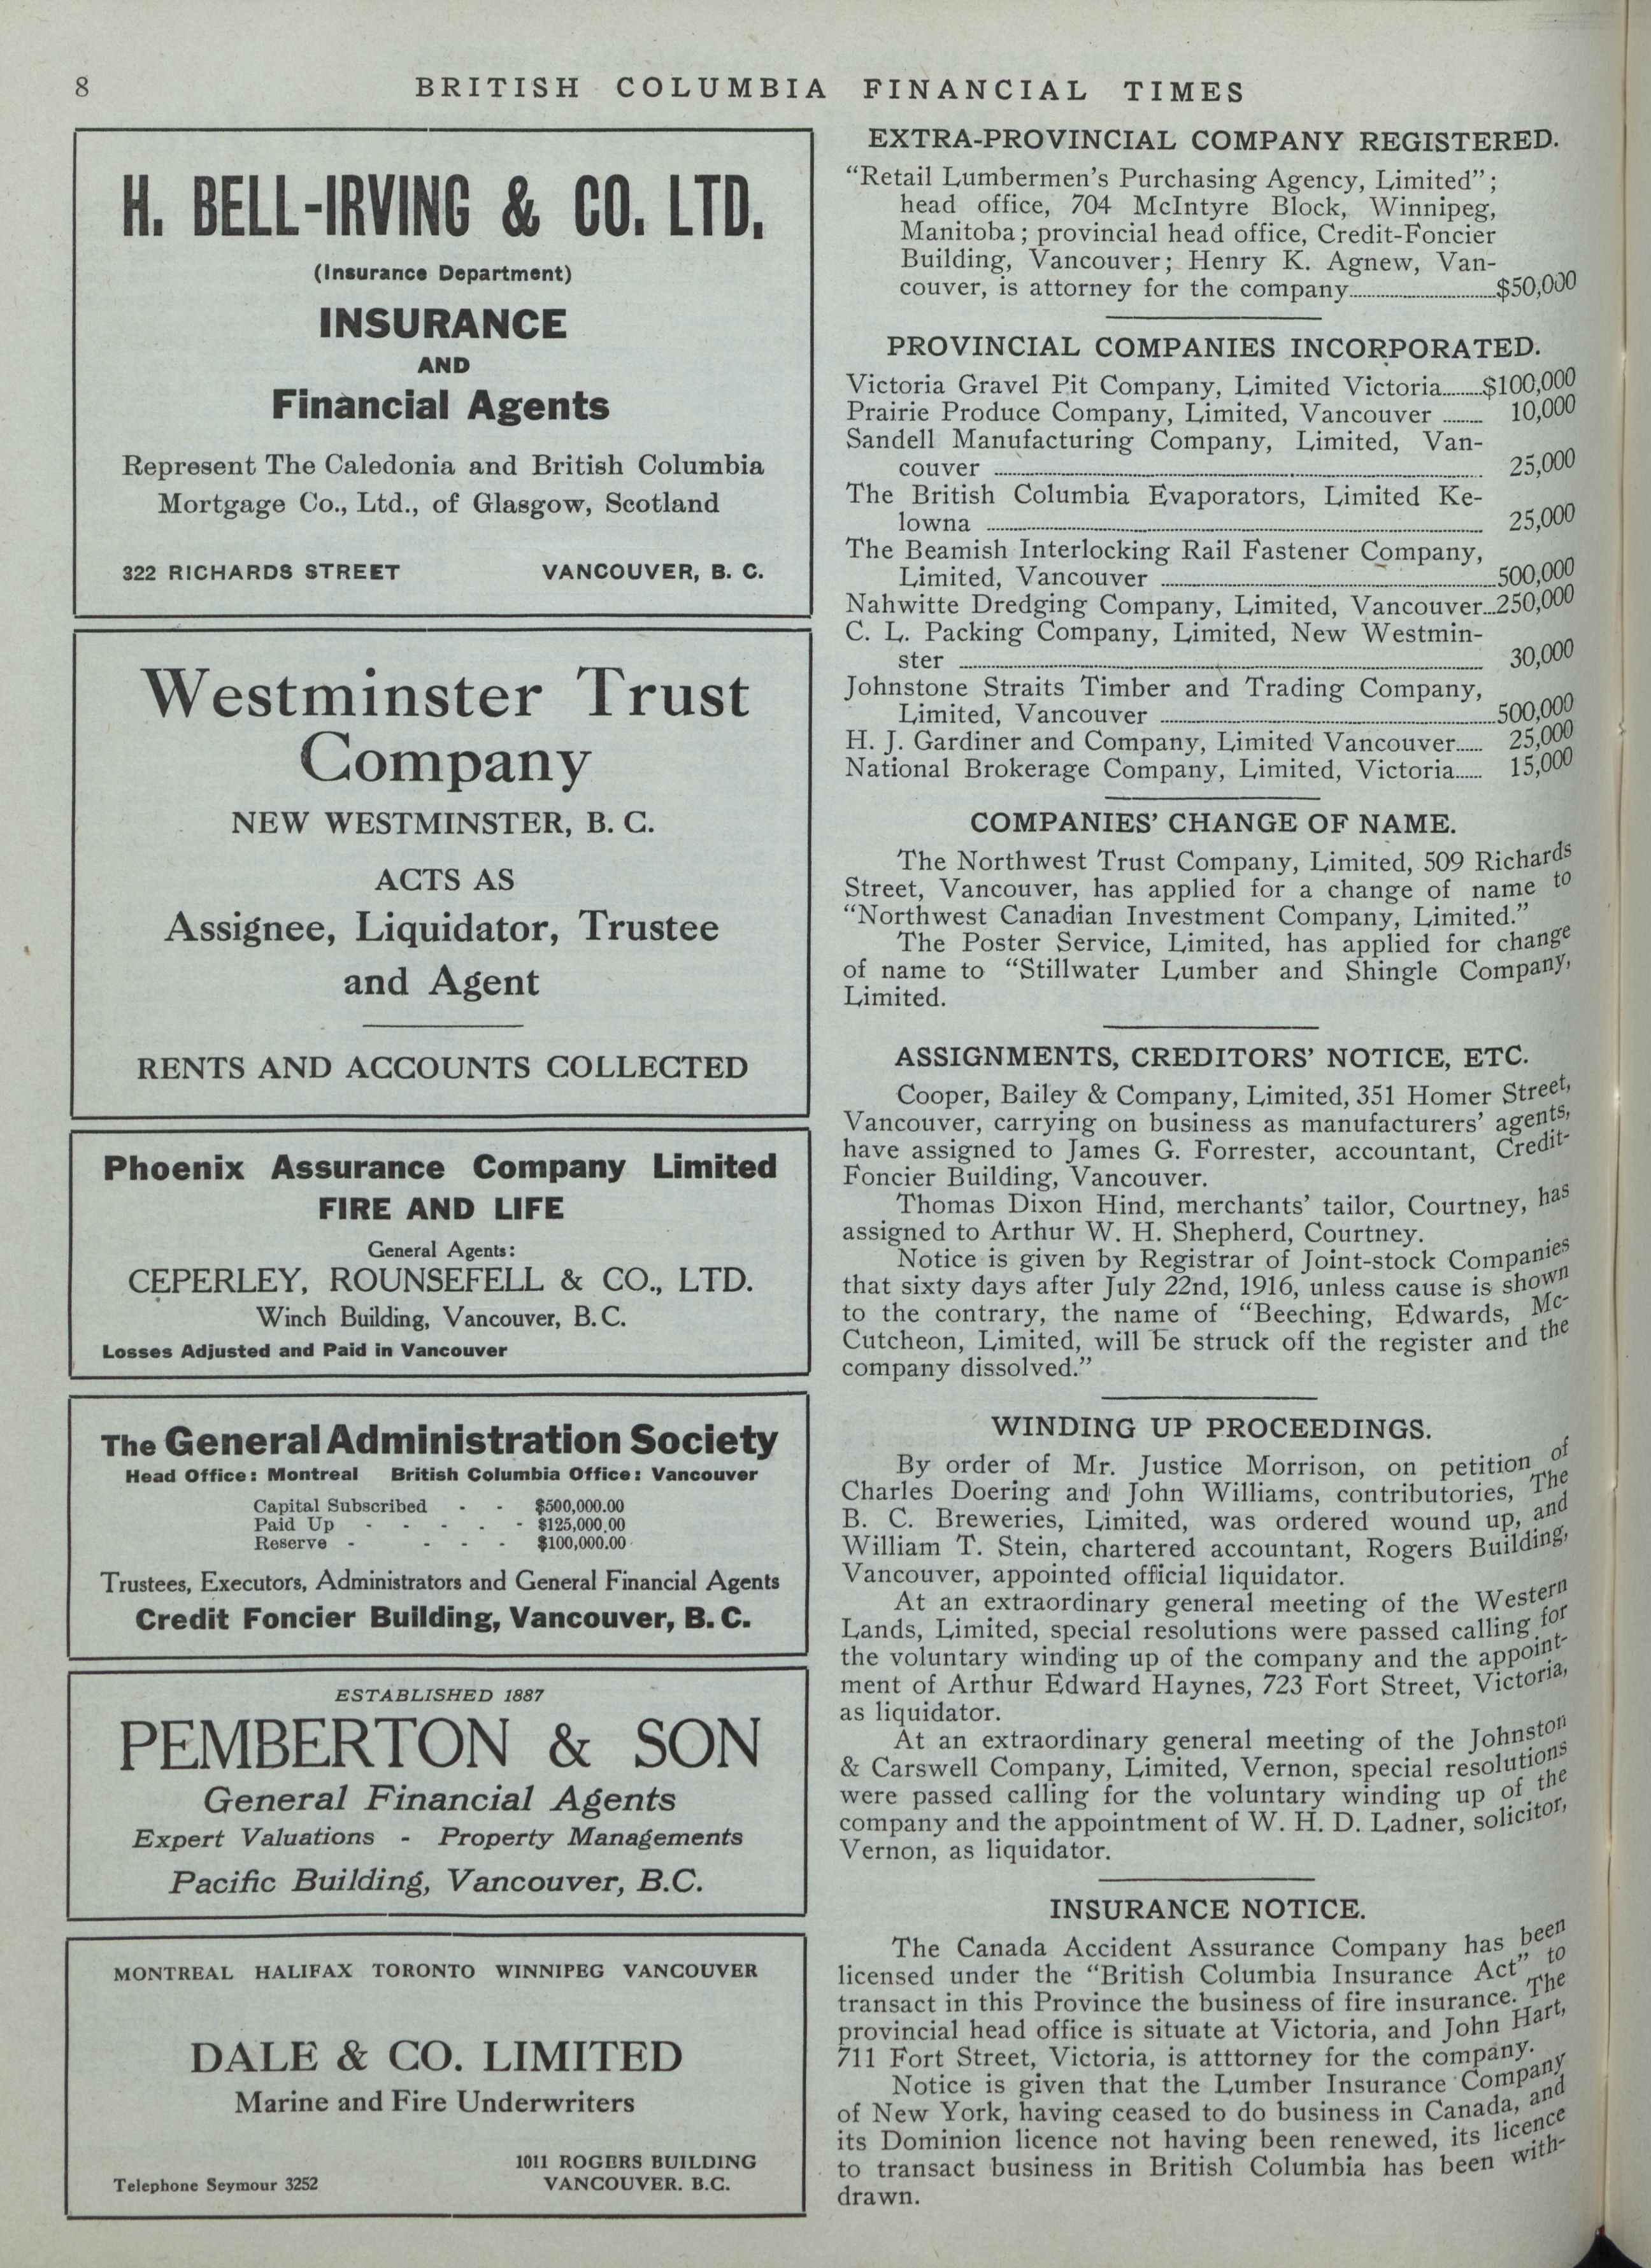 8
BRITISH COLUMBIA FINANCIAL TIMES
H. BELL-IRVING & CO. LTD.
(Insurance Department)
INSURANCE
AND
Financial Agents
Represent The Caledonia and British Columbia
Mortgage Co., Ltd., of Glasgow, Scotland
322 RICHARDS STREET VANCOUVER, B. C.
Westminster Trust
Company
NEW WESTMINSTER, B. C.
ACTS AS
Assignee, Liquidator, Trustee
and Agent
RENTS AND ACCOUNTS COLLECTED
Phoenix Assurance Company Limited
FIRE AND LIFE
General Agents:
CEPERLEY, ROUNSEFELL & CO., LTD.
Winch Building, Vancouver, B.C.
Losses Adjusted and Paid in Vancouver
The General Administration Society
Head Office: Montreal British Columbia Office: Vancouver
Capital Subscribed - - $500,000.00
Paid Up - - - - - $125,000.00
Reserve - - - - $100,000.00
Trustees, Executors, Administrators and General Financial Agents
Credit Foncier Building, Vancouver, B. C.
ESTABLISHED 1887
PEMBERTON & SON
General Financial Agents
Expert Valuations - Property Managements
Pacific Building, Vancouver, B.C.
MONTREAL HALIFAX TORONTO WINNIPEG VANCOUVER
DALE & CO. LIMITED
Marine and Fire Underwriters
1011 ROGERS BUILDING
Telephone Seymour 3252 VANCOUVER. B.C.
EXTRA-PROVINCIAL COMPANY REGISTERED.
"Retail Lumbermen's Purchasing Agency, Limited";
head office, 704 McIntyre Block, Winnipeg,
Manitoba; provincial head office, Credit-Foncier
Building, Vancouver; Henry K. Agnew, Van-
couver, is attorney for the company........$50,000
PROVINCIAL COMPANIES INCORPORATED.
Victoria Gravel Pit Company, Limited Victoria........$100,000
Prairie Produce Company, Limited, Vancouver ........ 10,000
Sandell Manufacturing Company, Limited, Van-
couver ........ 25,000
The British Columbia Evaporators, Limited Ke-
lowna ........ 25,000
The Beamish Interlocking Rail Fastener Company,
Limited, Vancouver ........500,000
Nahwitte Dredging Company, Limited, Vancouver...250,000
C. L. Packing Company, Limited, New Westmin-
ster ........ 30,000
Johnstone Straits Timber and Trading Company,
Limited, Vancouver ........500,000
H. J. Gardiner and Company, Limited Vancouver...... 25,000
National Brokerage Company, Limited, Victoria...... 15,000
COMPANIES' CHANGE OF NAME.
The Northwest Trust Company, Limited, 509 Richards
Street, Vancouver, has applied for a change of name to
"Northwest Canadian Investment Company, Limited."
The Poster Service, Limited, has applied for change
of name to "Stillwater Lumber and Shingle Company,
Limited.
ASSIGNMENTS, CREDITORS' NOTICE, ETC.
Cooper, Bailey & Company, Limited, 351 Homer Street,
Vancouver, carrying on business as manufacturers' agents,
have assigned to James G. Forrester, accountant, Credit-
Foncier Building, Vancouver.
Thomas Dixon Hind, merchants' tailor, Courtney, has
assigned to Arthur W. H. Shepherd, Courtney.
Notice is given by Registrar of Joint-stock Companies
that sixty days after July 22nd, 1916, unless cause is shown
to the contrary, the name of "Beeching, Edwards, Mc-
Cutcheon, Limited, will be struck off the register and the
company dissolved."
WINDING UP PROCEEDINGS.
By order of Mr. Justice Morrison, on petition of
Charles Doering and John Williams, contributories, The
B. C. Breweries, Limited, was ordered wound up, and
William T. Stein, chartered accountant, Rogers Building,
Vancouver, appointed official liquidator.
At an extraordinary general meeting of the Western
Lands, Limited, special resolutions were passed calling for
the voluntary winding up of the company and the appoint-
ment of Arthur Edward Haynes, 723 Fort Street, Victoria,
as liquidator.
At an extraordinary general meeting of the Johnston
& Carswell Company, Limited, Vernon, special resolutions
were passed calling for the voluntary winding up of the
company and the appointment of W. H. D. Ladner, solicitor,
Vernon, as liquidator.
INSURANCE NOTICE.
The Canada Accident Assurance Company has been
licensed under the "British Columbia Insurance Act" to
transact in this Province the business of fire insurance. The
provincial head office is situate at Victoria, and John Hart,
711 Fort Street, Victoria, is atttorney for the company.
Notice is given that the Lumber Insurance Company
of New York, having ceased to do business in Canada, and
its Dominion licence not having been renewed, its licence
to transact business in British Columbia has been with-
drawn.